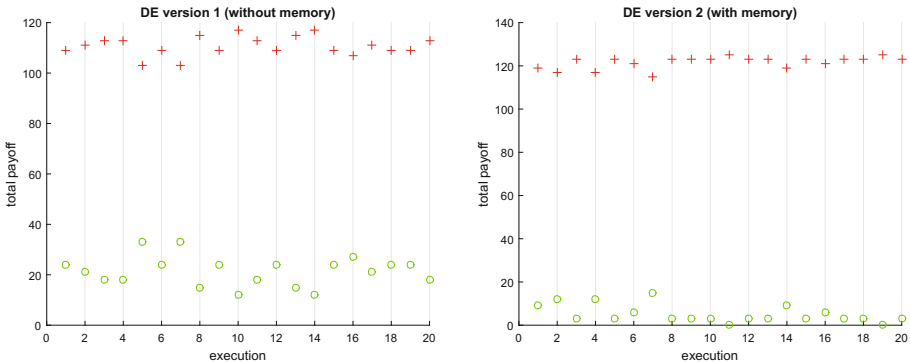 DE version 1 (without memory)
120
100
80
60
40
20
0
total payoff
0 2 4 6 8 10 12 14 16 18 20
execution
DE version 2 (with memory)
140
120
100
80
60
40
20
0
total payoff
0 2 4 6 8 10 12 14 16 18 20
execution